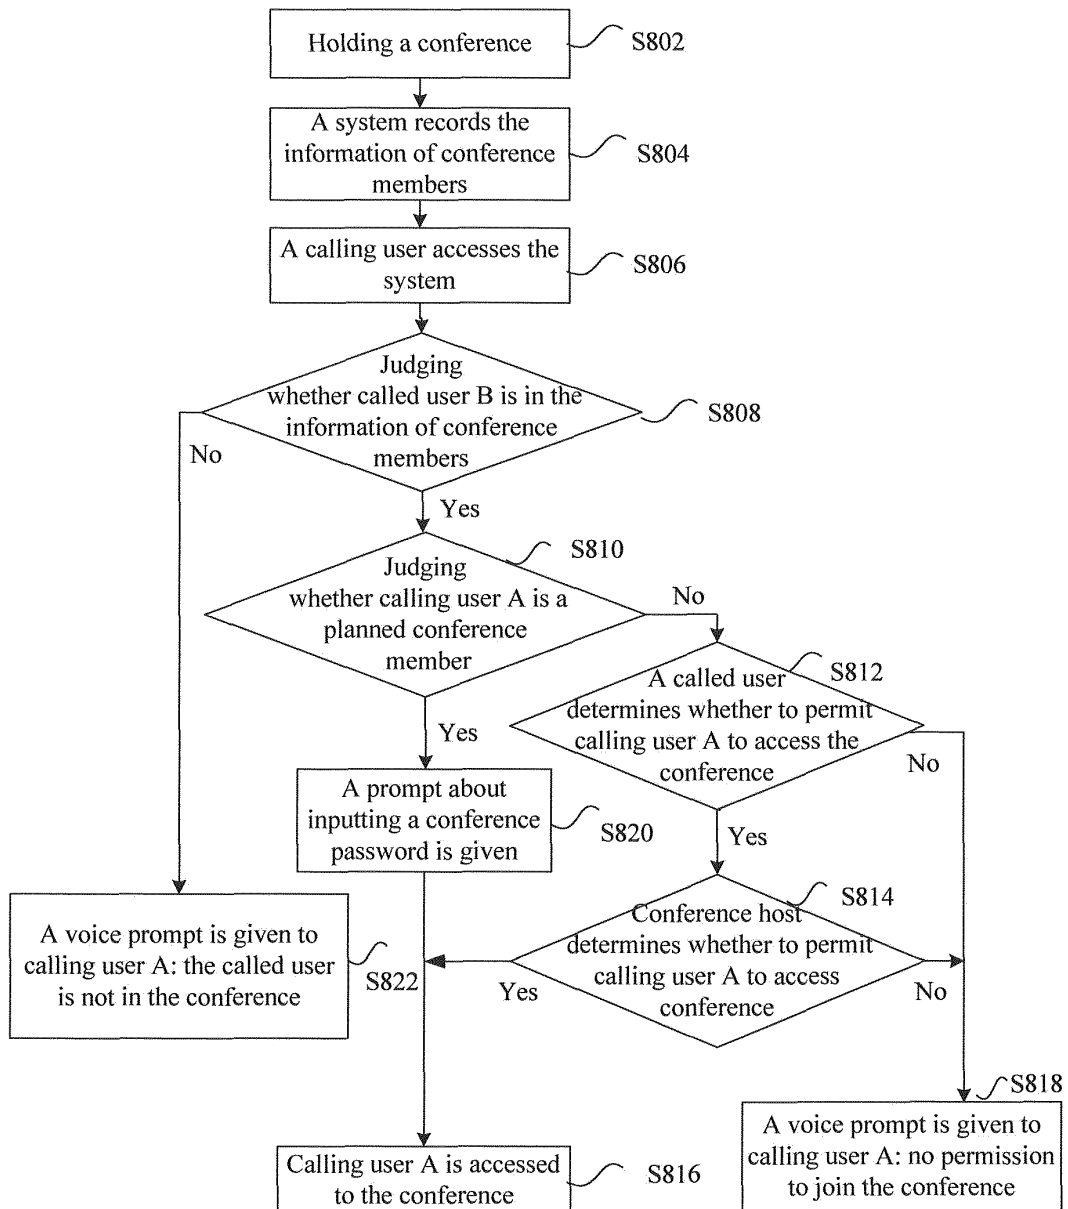 Holding a conference
S802
A system records the
information of conference
members
S804
A calling user accesses the
system
S806
Judging
whether called user B is in the
information of conference
members
S808
No
Yes
S810
Judging
whether calling user A is a
planned conference
member
No
S812
A called user
determines whether to permit
calling user A to access the
conference
Yes
No
A prompt about
inputting a conference
password is given
S820
Yes
S814
Conference host
determines whether to permit
calling user A to access
conference
A voice prompt is given to
calling user A: the called user
is not in the conference
S822
Yes
No
S818
A voice prompt is given to
calling user A: no permission
to join the conference
Calling user A is accessed
to the conference
S816